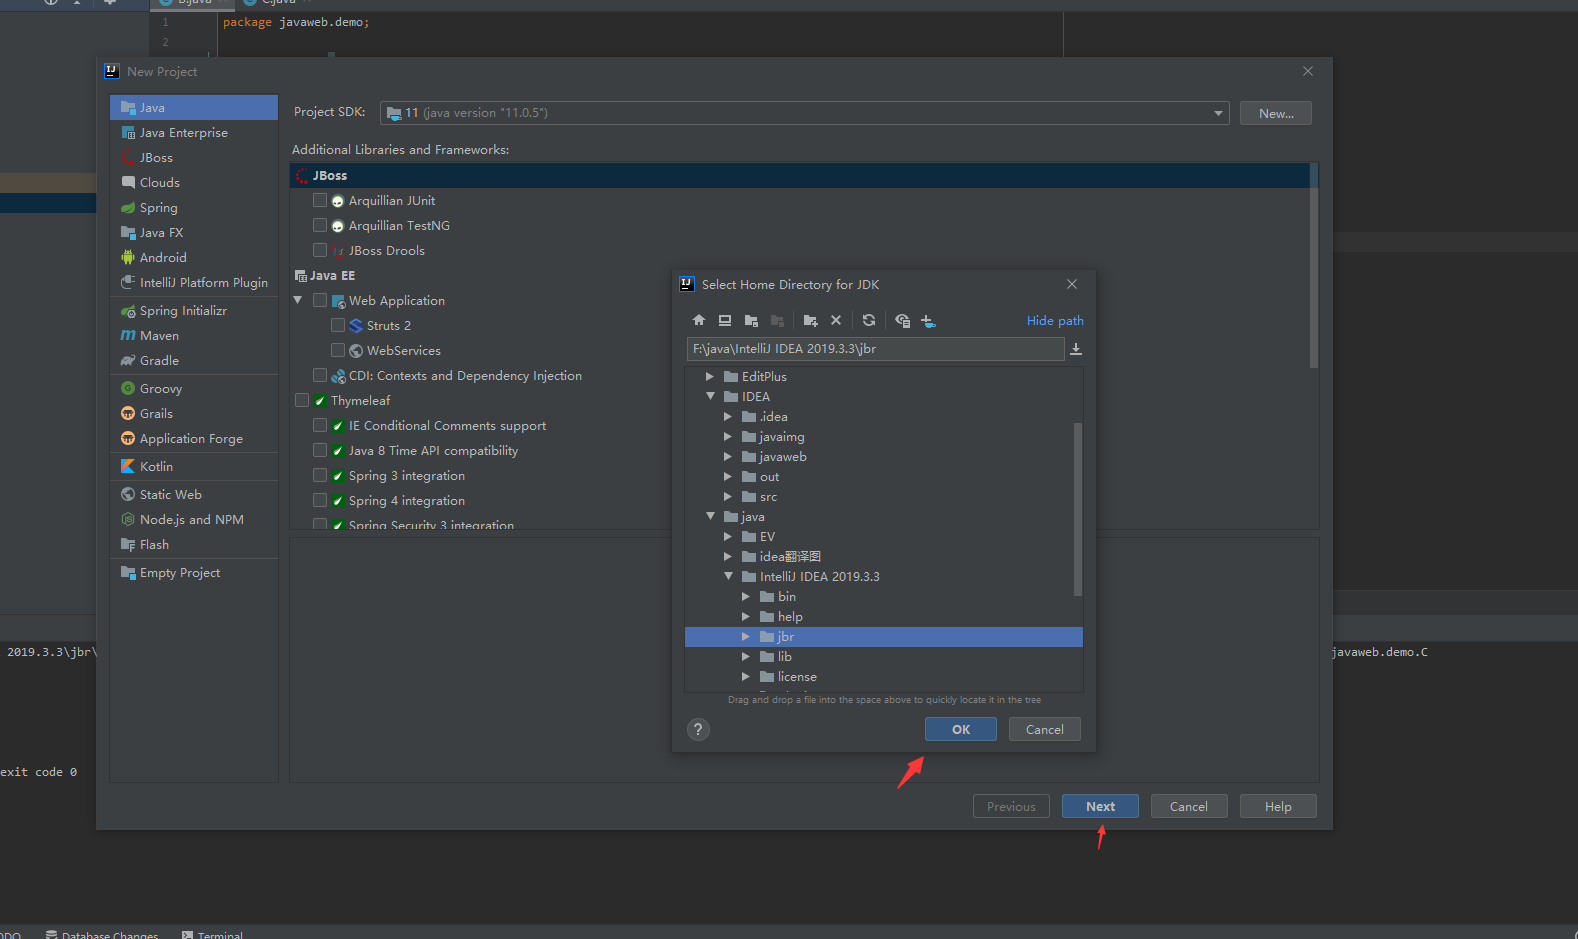 B.java
C.java
1
package javaweb.demo;
2
New Project
Java
Java Enterprise
JBoss
Clouds
Spring
Java FX
Android
IntelliJ Platform Plugin
Spring Initializr
Maven
Gradle
Groovy
Grails
Application Forge
Kotlin
Static Web
Node.js and NPM
Flash
Empty Project
Project SDK:
11 (java version "11.0.5")
New...
Additional Libraries and Frameworks:
JBoss
Arquillian JUnit
Arquillian TestNG
JBoss Drools
Java EE
Web Application
Struts 2
WebServices
CDI: Contexts and Dependency Injection
Thymeleaf
IE Conditional Comments support
Java 8 Time API compatibility
Spring 3 integration
Spring 4 integration
Spring Security 3 integration
Select Home Directory for JDK
Hide path
F:\java\IntelliJ IDEA 2019.3.3\jbr
EditPlus
IDEA
.idea
javaimg
javaweb
out
src
java
EV
idea翻译图
IntelliJ IDEA 2019.3.3
bin
help
jbr
lib
license
Drag and drop a file into the space above to quickly locate it in the tree
?
OK
Cancel
Previous
Next
Cancel
Help
2019.3.3\jbr\
javaweb.demo.C
exit code 0
ODO
Database Changes
Terminal